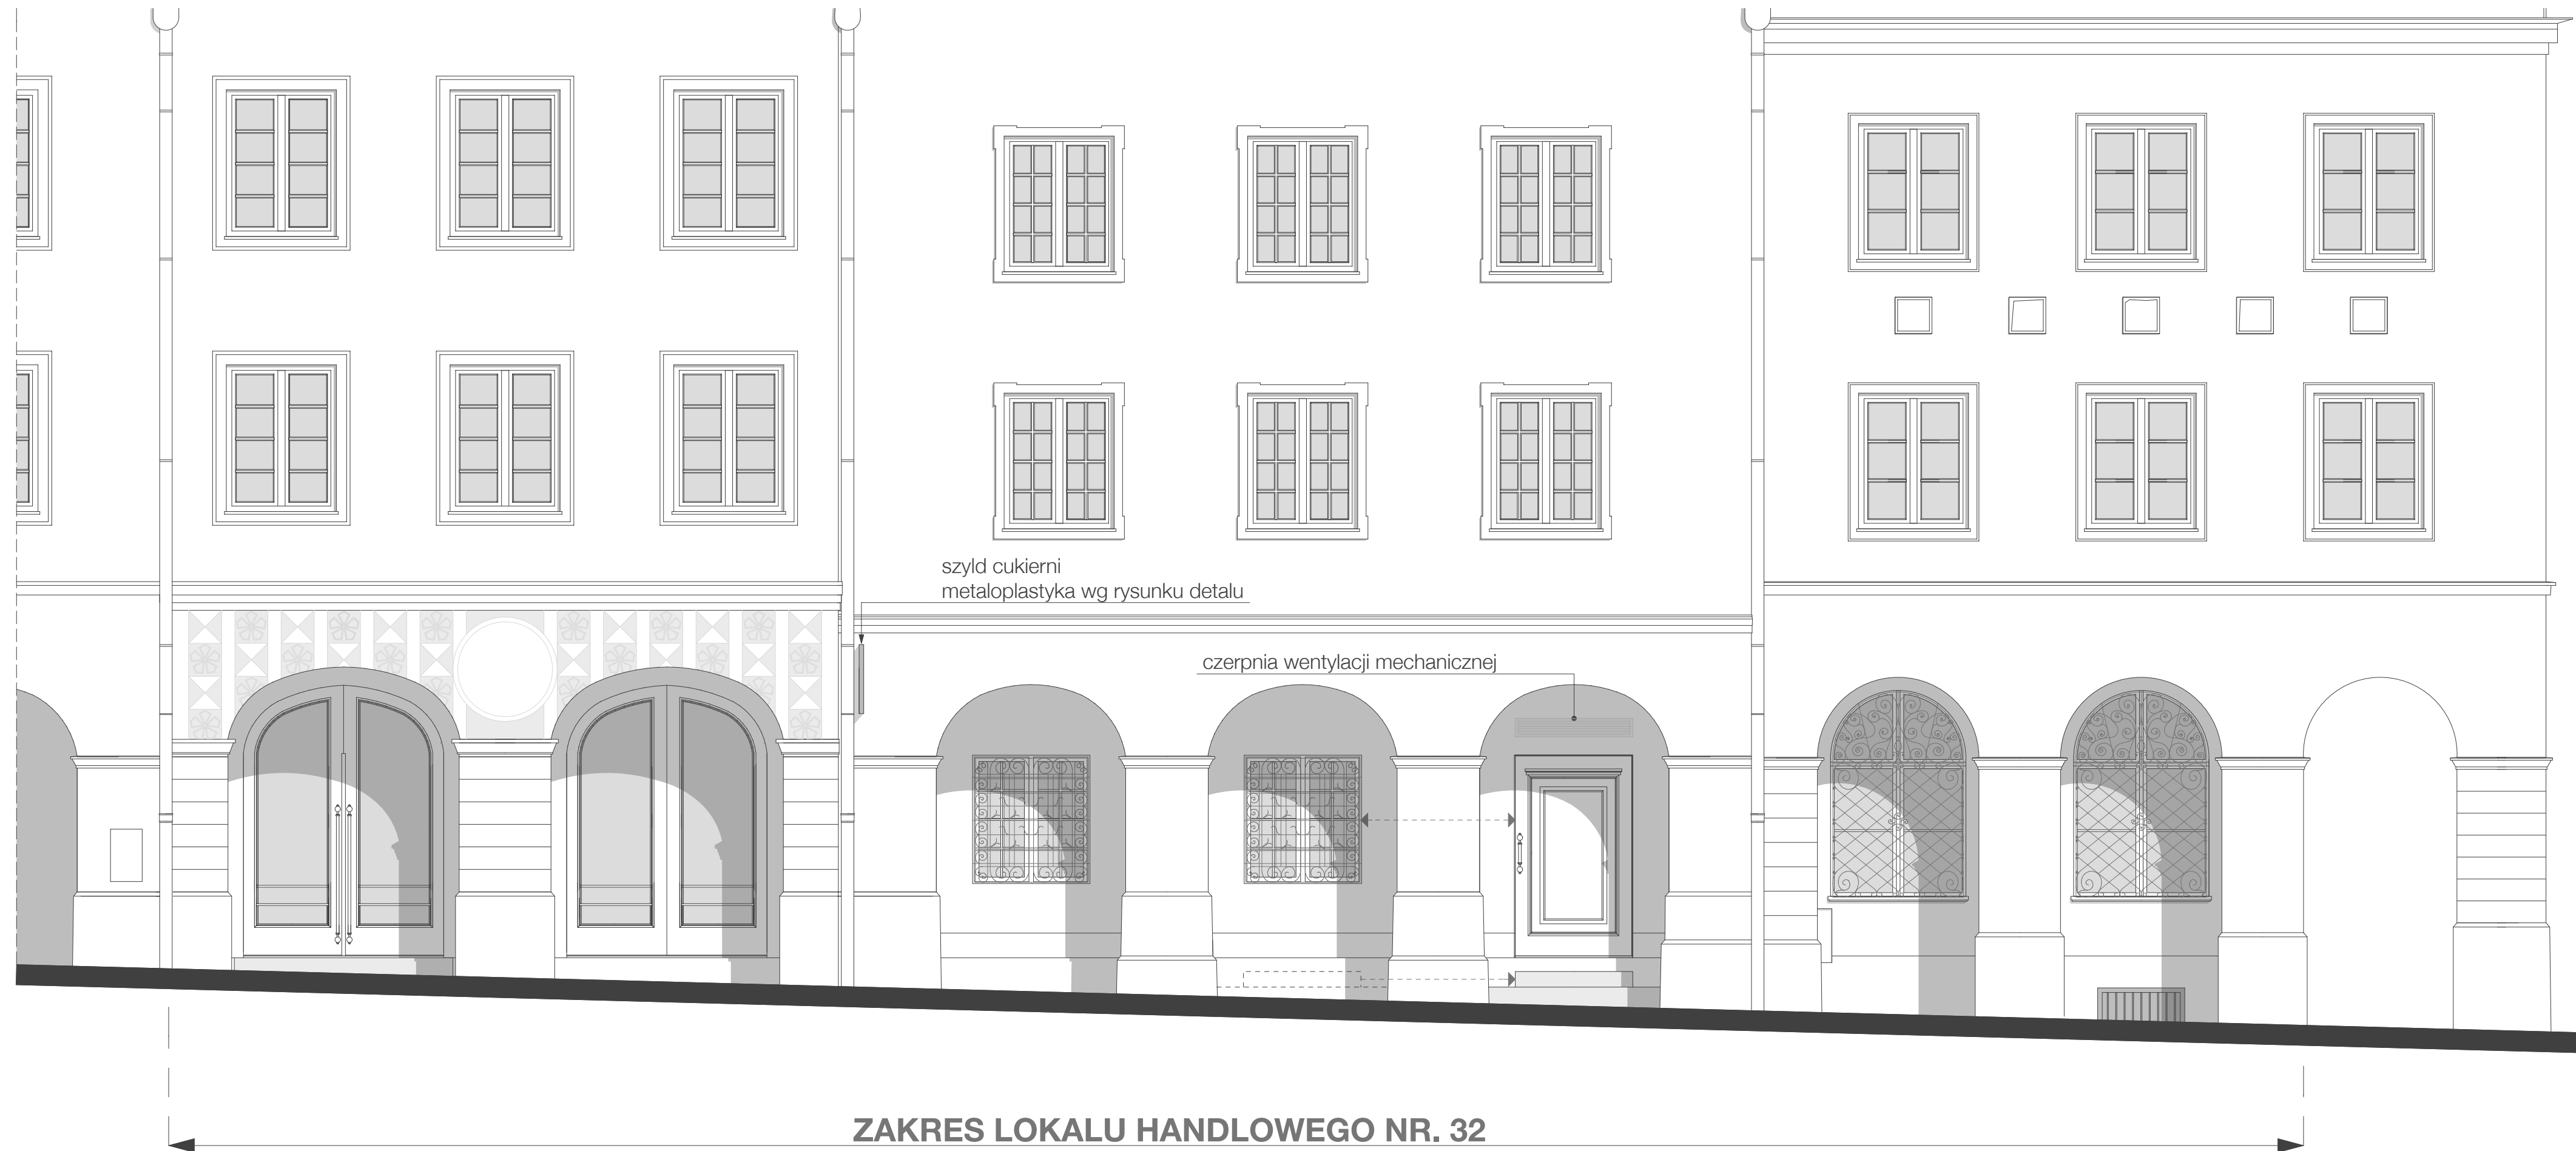 szyld cukierni
metaloplastyka wg rysunku detalu
czerpnia wentylacji mechanicznej
ZAKRES LOKALU HANDLOWEGO NR. 32